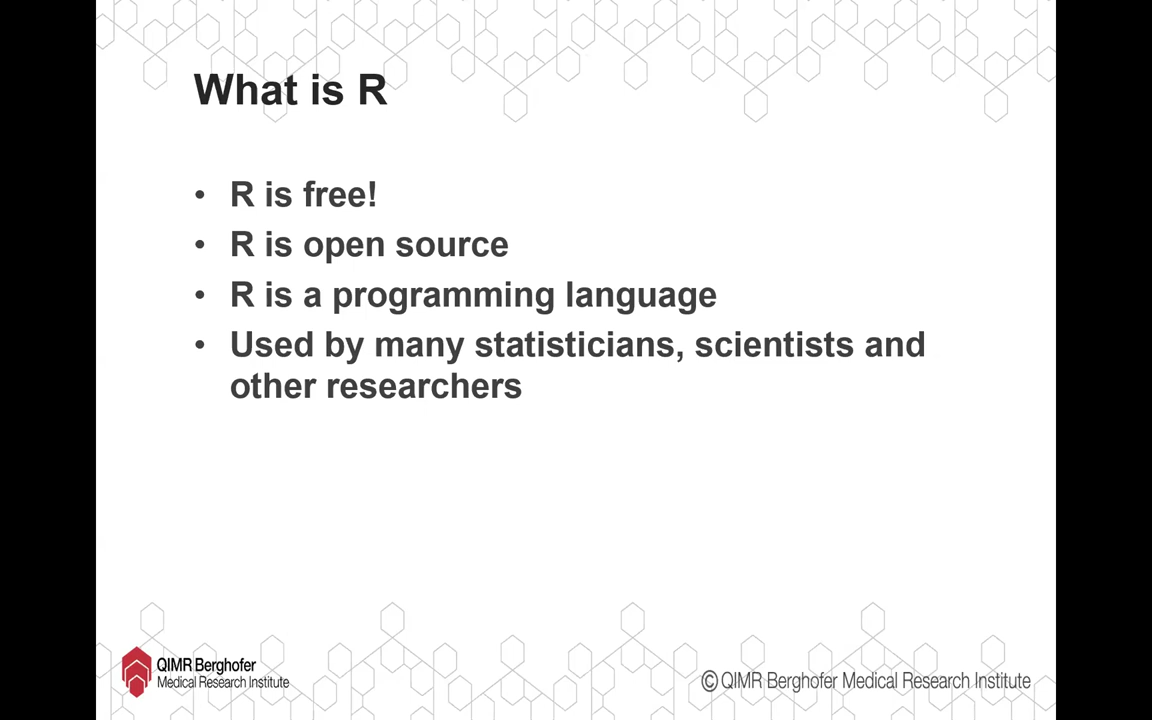 What is R
• R is free!
• R is open source
• R is a programming language
• Used by many statisticians, scientists and
other researchers
QIMR Berghofer
Medical Research Institute
© QIMR Berghofer Medical Research Institute